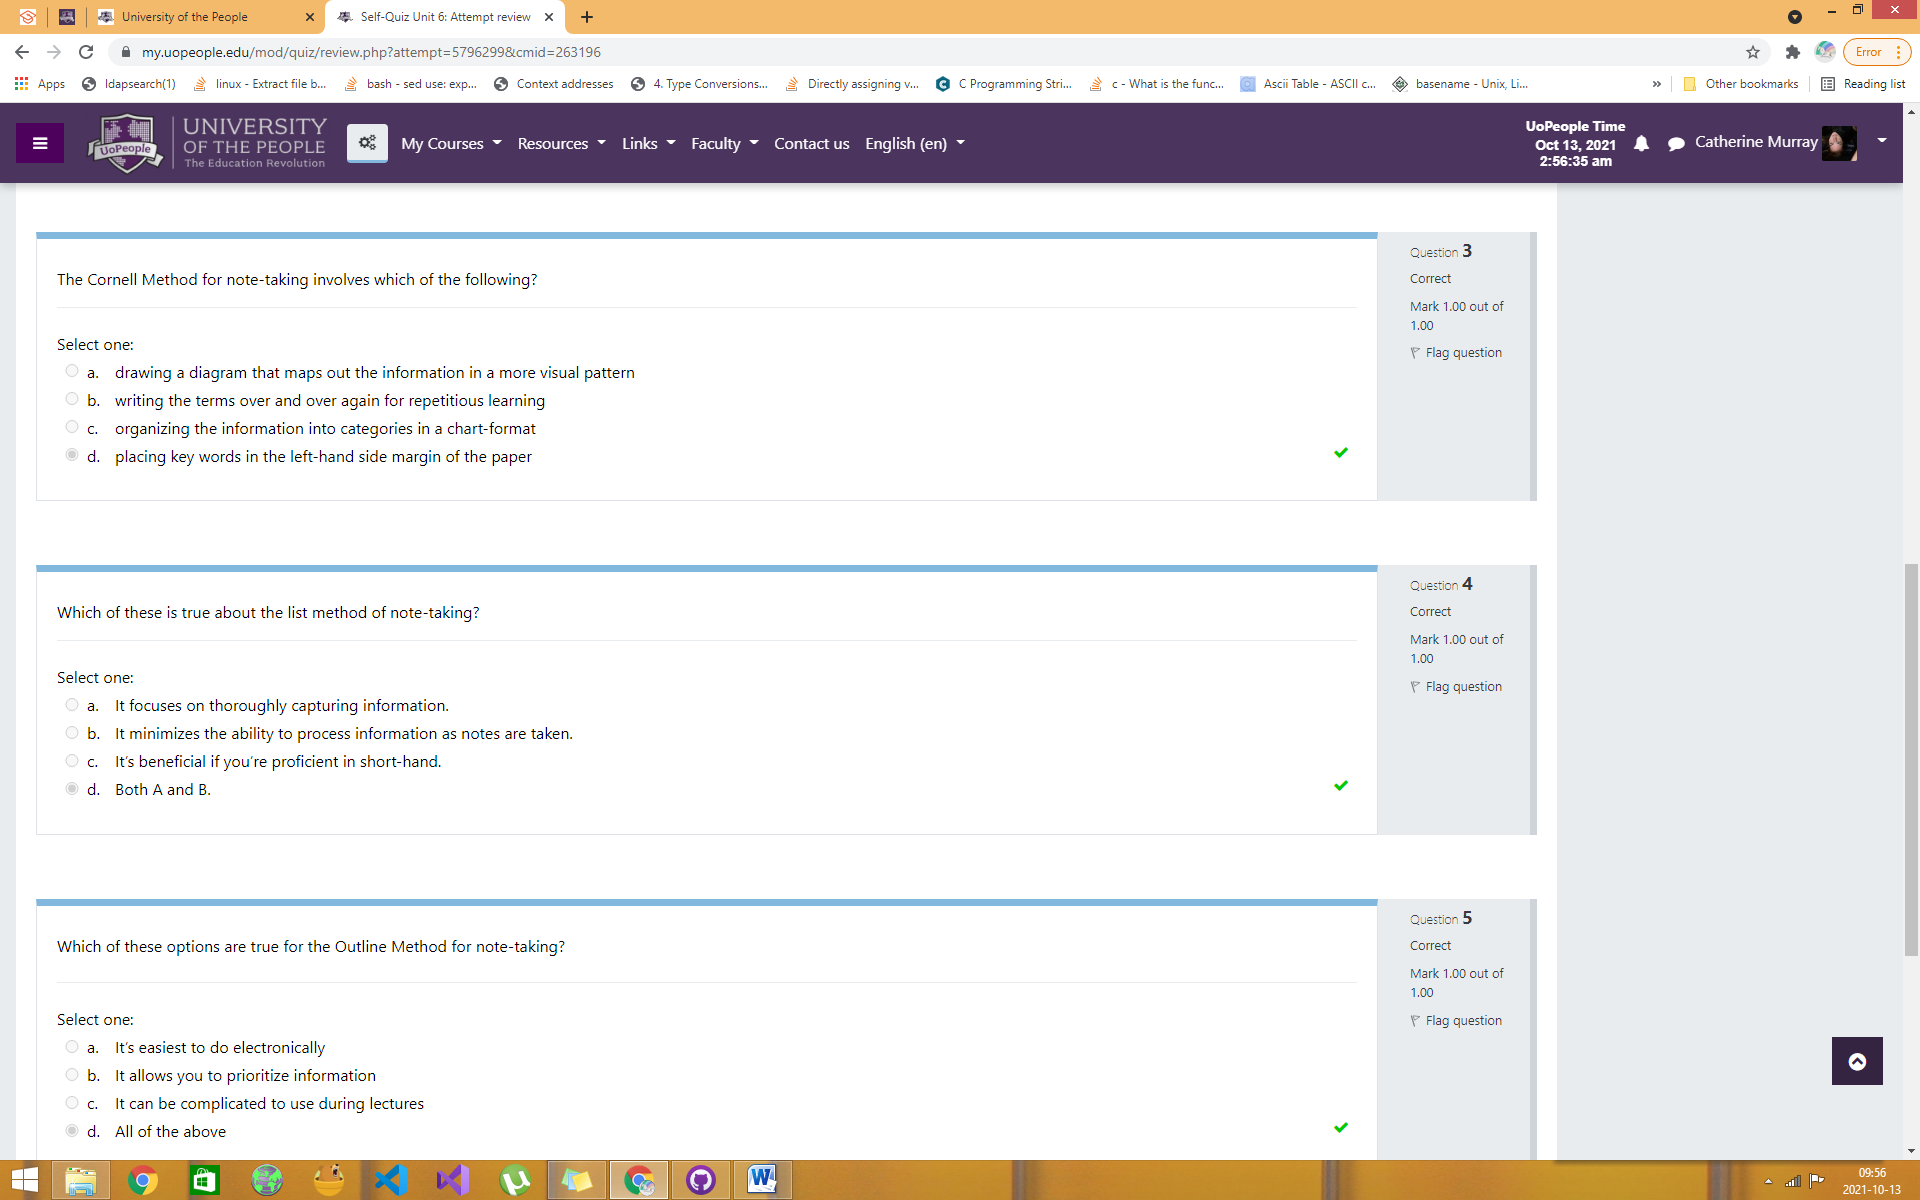 University of the People
Self-Quiz Unit 6: Attempt review
my.uopeople.edu/mod/quiz/review.php?attempt=5796299&cmid=263196
Error
Apps
ldapsearch(1)
linux - Extract file b...
bash - sed use: exp...
Context addresses
4. Type Conversions...
Directly assigning v...
C Programming Stri...
c - What is the func...
Ascii Table - ASCII c...
basename - Unix, Li...
»
Other bookmarks
Reading list
UoPeople
UNIVERSITY
OF THE PEOPLE
The Education Revolution
My Courses
Resources
Links
Faculty
Contact us
English (en)
UoPeople Time
Oct 13, 2021
2:56:35 am
Catherine Murray
The Cornell Method for note-taking involves which of the following?
Select one:
a. drawing a diagram that maps out the information in a more visual pattern
b. writing the terms over and over again for repetitious learning
c. organizing the information into categories in a chart-format
d. placing key words in the left-hand side margin of the paper
Question 3
Correct
Mark 1.00 out of
1.00
Flag question
Which of these is true about the list method of note-taking?
Select one:
a. It focuses on thoroughly capturing information.
b. It minimizes the ability to process information as notes are taken.
c. It's beneficial if you're proficient in short-hand.
d. Both A and B.
Question 4
Correct
Mark 1.00 out of
1.00
Flag question
Which of these options are true for the Outline Method for note-taking?
Select one:
a. It's easiest to do electronically
b. It allows you to prioritize information
c. It can be complicated to use during lectures
d. All of the above
Question 5
Correct
Mark 1.00 out of
1.00
Flag question
09:56
2021-10-13